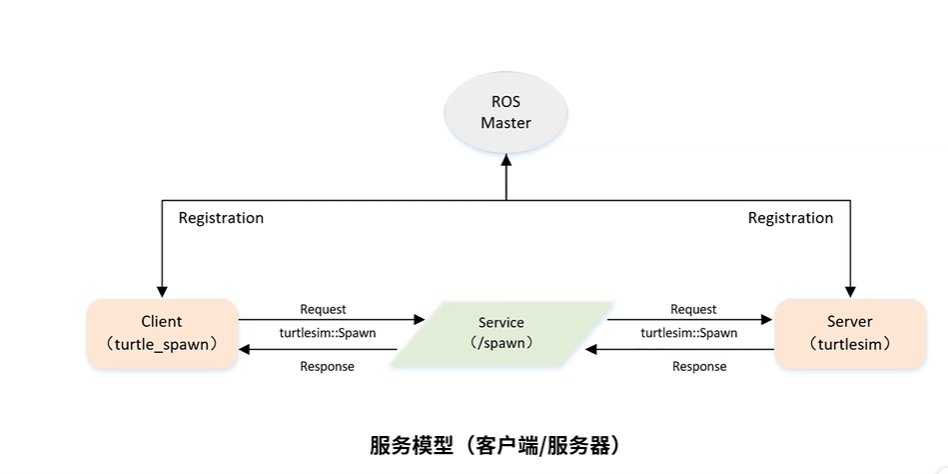 ROS
Master
Registration
Registration
Client
（turtle_spawn）
Request
turtlesim::Spawn
Response
Service
（/spawn）
Request
turtlesim::Spawn
Response
Server
（turtlesim）
服务模型（客户端/服务器）